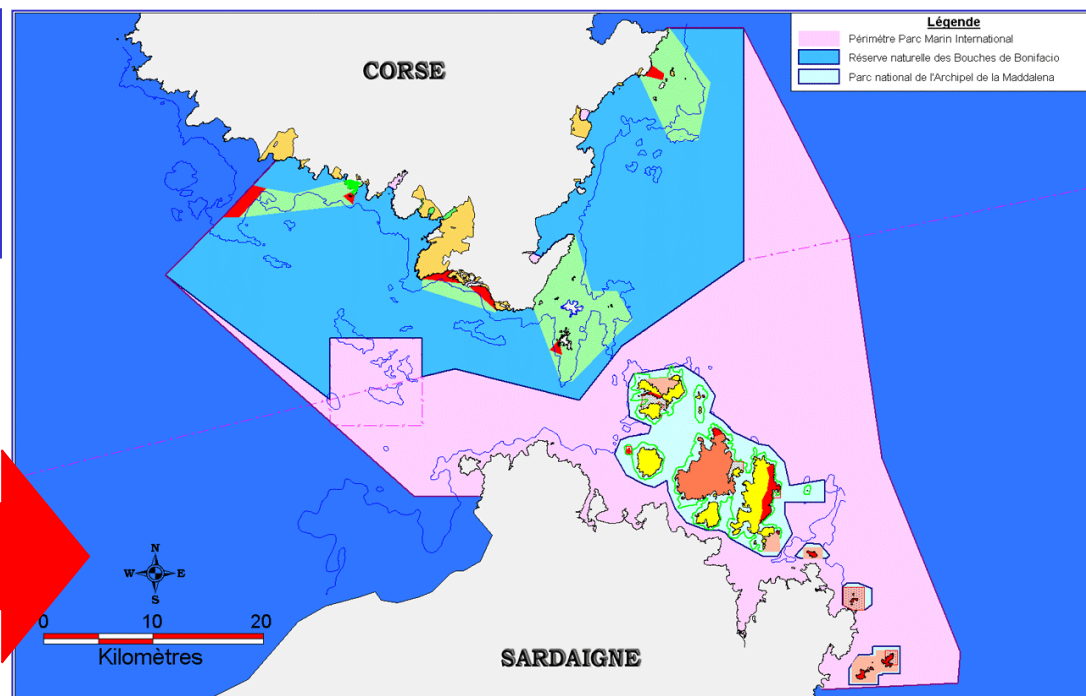 Légende
Périmétre Parc Marin International
Réserve naturelle des Bouches de Bonifacio
Parc national de l'Archipel de la Maddalena
CORSE
N
W E
S
0 10 20
Kilomètres
SARDAIGNE